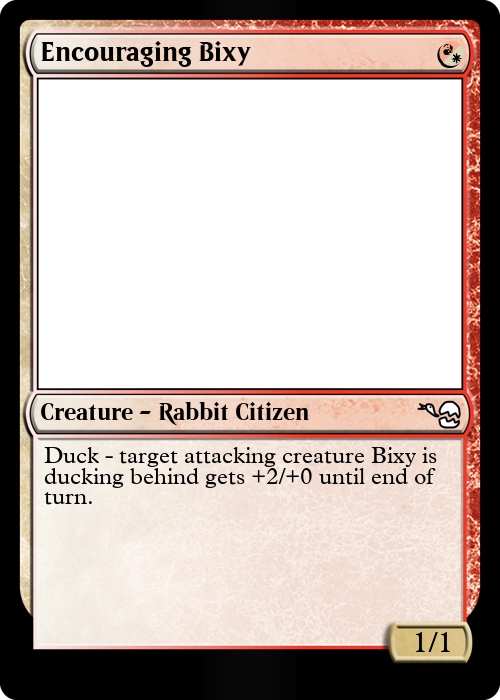 Encouraging Bixy
Creature – Rabbit Citizen
Duck - target attacking creature Bixy is
ducking behind gets +2/+0 until end of
turn.
1/1